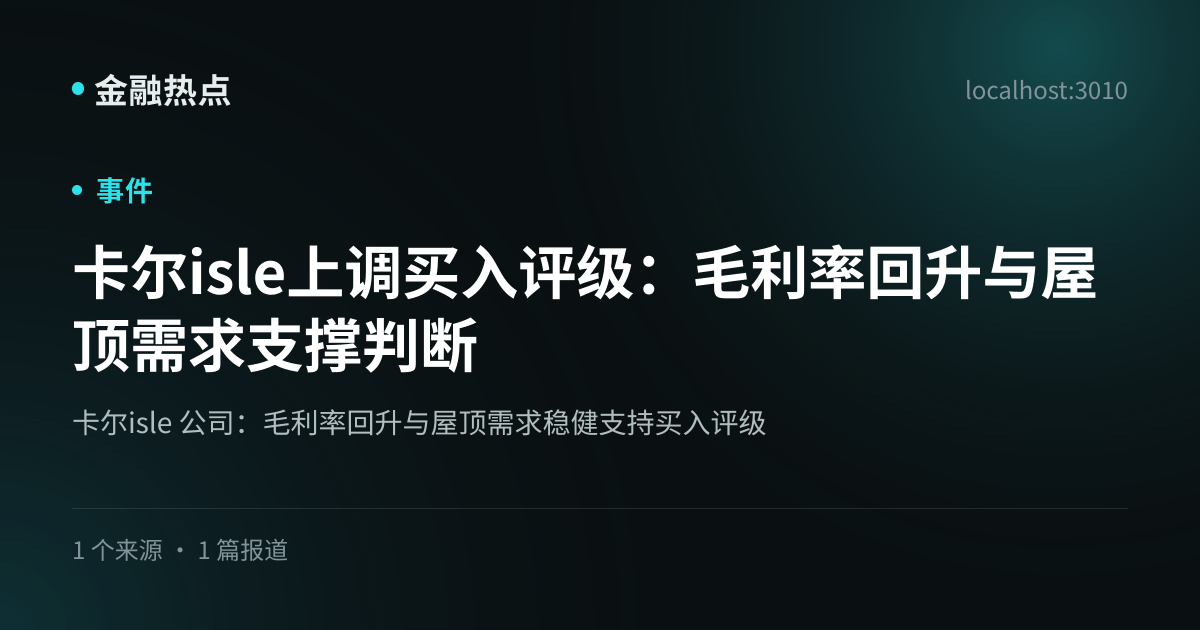 金融热点
localhost:3010
事件
卡尔isle上调买入评级：毛利率回升与屋
顶需求支撑判断
卡尔isle 公司：毛利率回升与屋顶需求稳健支持买入评级
1 个来源 · 1 篇报道